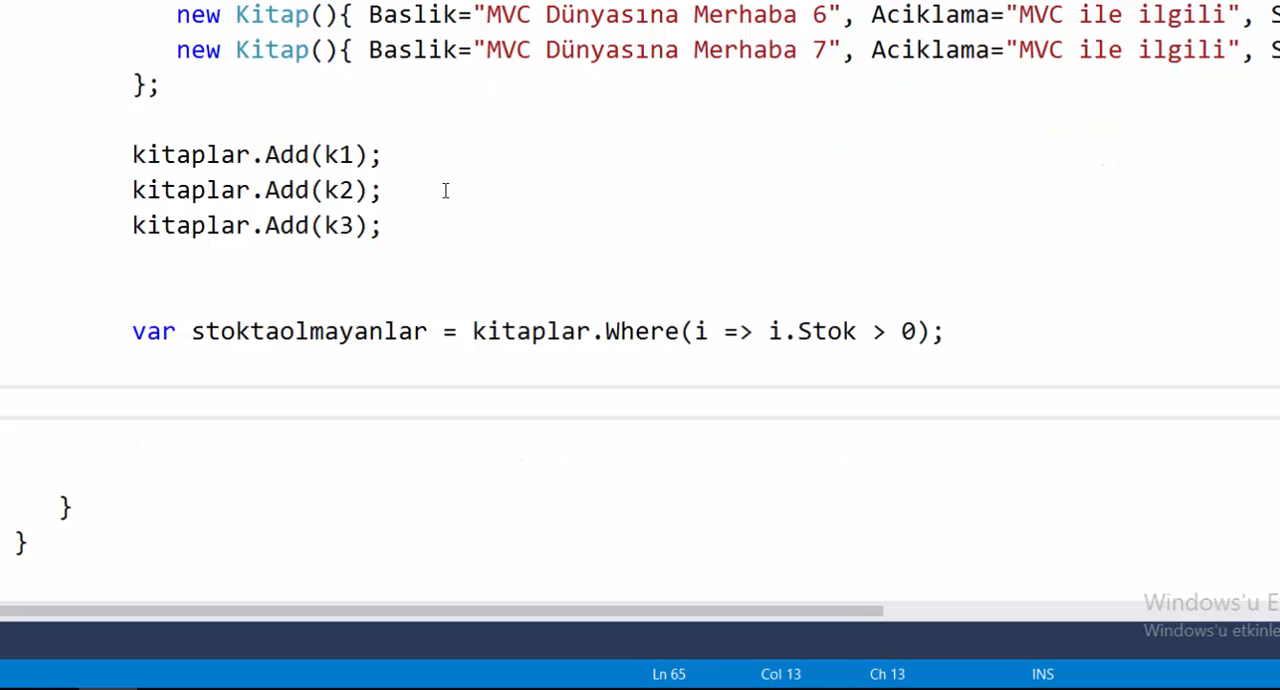 new Kitap(){ Baslik="MVC Dünyasına Merhaba 6", Aciklama="MVC ile ilgili", S
new Kitap(){ Baslik="MVC Dünyasına Merhaba 7", Aciklama="MVC ile ilgili", S
};
kitaplar.Add(k1);
kitaplar.Add(k2);
kitaplar.Add(k3);
var stoktaolmayanlar = kitaplar.Where(i => i.Stok > 0);
}
}
Windows'u E
Windows'u etkinle
Ln 65 Col 13 Ch 13 INS